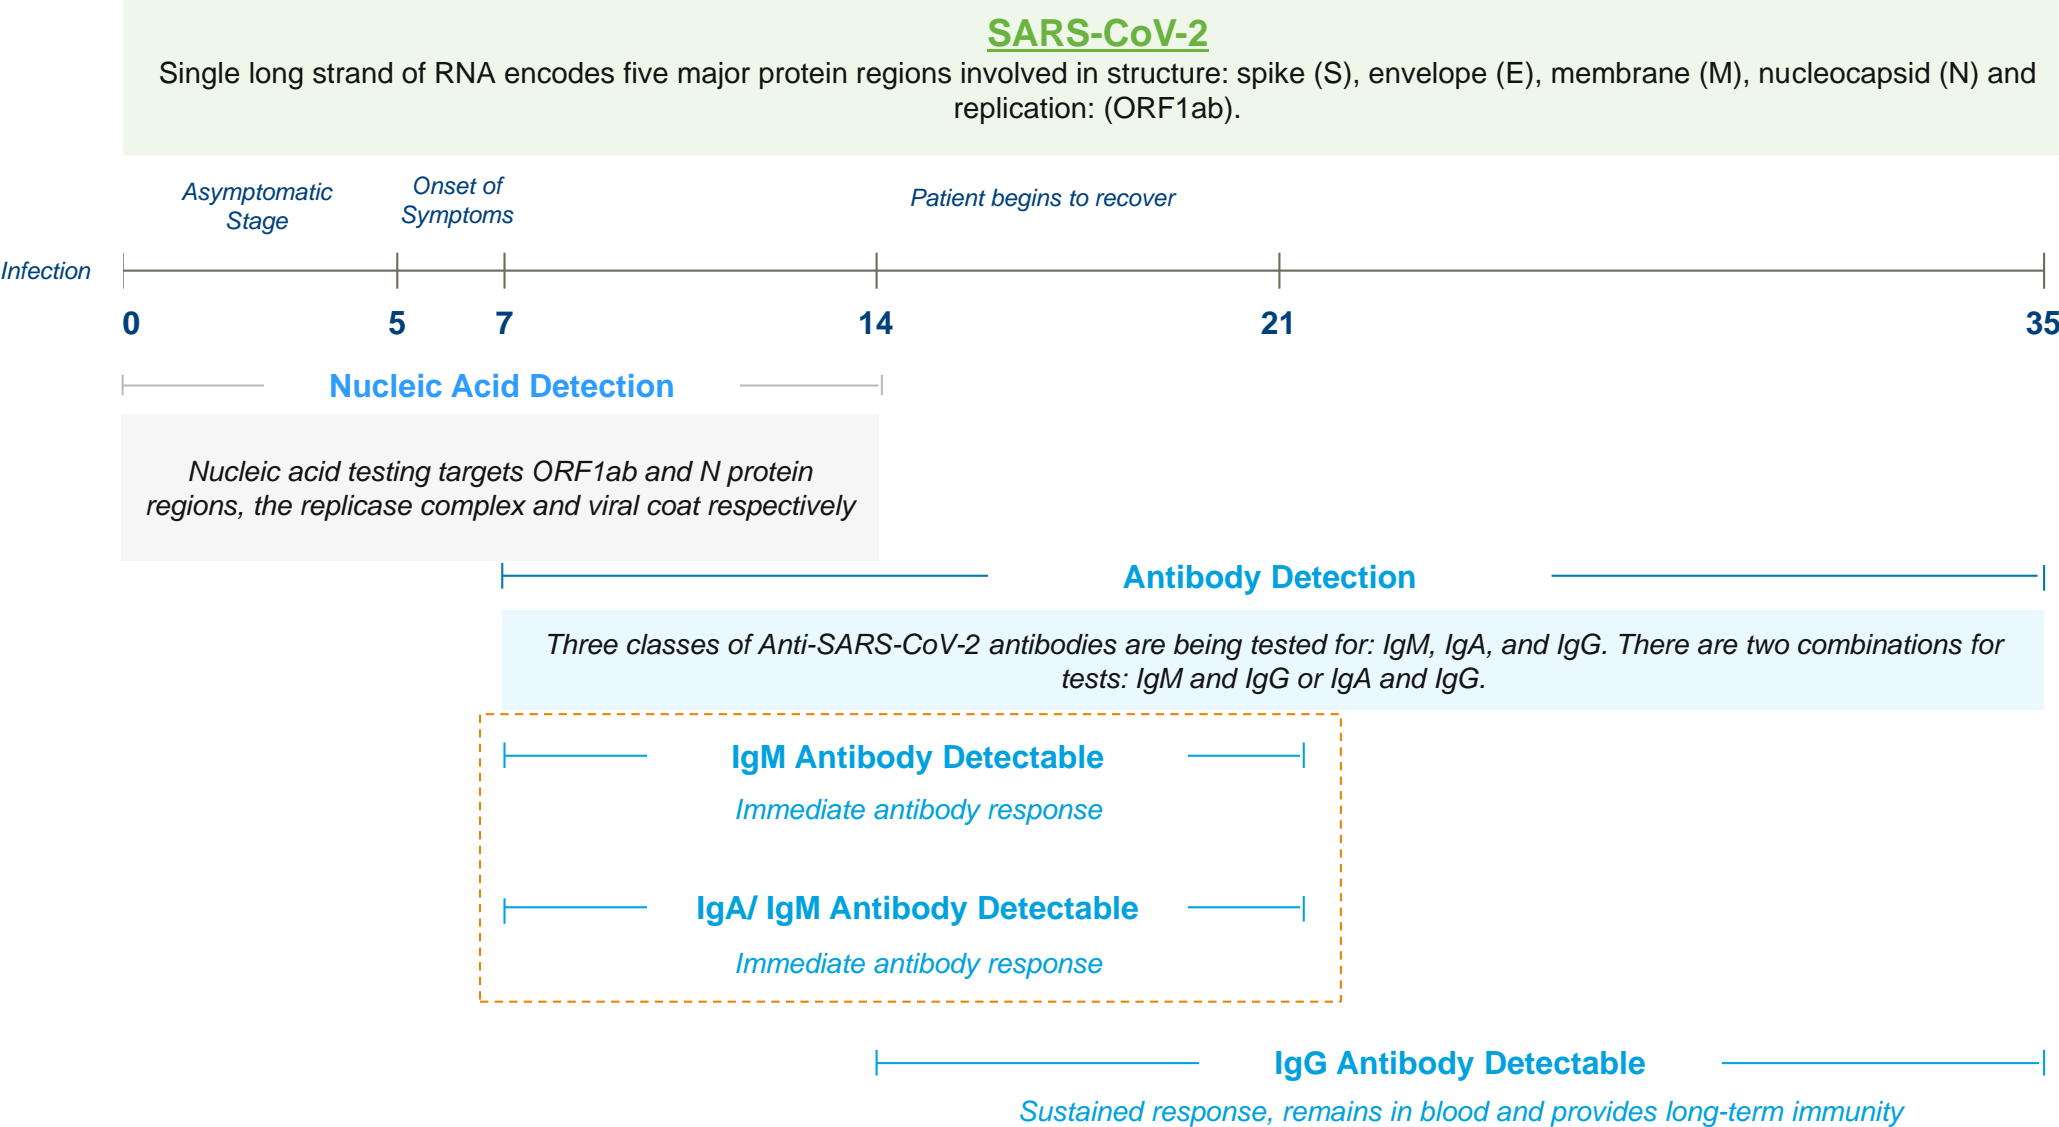 SARS-CoV-2
Single long strand of RNA encodes five major protein regions involved in structure: spike (S), envelope (E), membrane (M), nucleocapsid (N) and
replication: (ORF1ab).
Asymptomatic
Stage
Onset of
Symptoms
Patient begins to recover
Infection
0 5 7 14 21 35
Nucleic Acid Detection
Nucleic acid testing targets ORF1ab and N protein
regions, the replicase complex and viral coat respectively
Antibody Detection
Three classes of Anti-SARS-CoV-2 antibodies are being tested for: IgM, IgA, and IgG. There are two combinations for
tests: IgM and IgG or IgA and IgG.
IgM Antibody Detectable
Immediate antibody response
IgA/ IgM Antibody Detectable
Immediate antibody response
IgG Antibody Detectable
Sustained response, remains in blood and provides long-term immunity